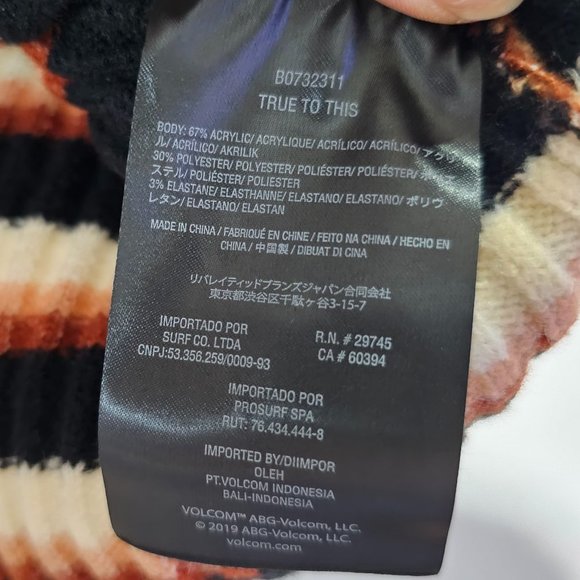 B0732311
TRUE TO THIS
BODY: 67% ACRYLIC/ ACRYLIQUE/ ACRÍLICO/ ACRÍLICO/ アクリ
ル/ ACRÍLICO/ AKRILIK
30% POLYESTER/ POLYESTER/ POLIÉSTER/ POLIÉSTER/ ポリエ
ステル/ POLIÉSTER/ POLIESTER
3% ELASTANE/ ELASTHANNE/ ELASTANO/ ELASTANO/ ポリウ
レタン/ ELASTANO/ ELASTAN
MADE IN CHINA / FABRIQUÉ EN CHINE / FEITO NA CHINA / HECHO EN
CHINA / 中国製 / DIBUAT DI CINA
リバレイティッドブランズジャパン合同会社
東京都渋谷区千駄ヶ谷3-15-7
IMPORTADO POR
SURF CO. LTDA
CNPJ:53.356.259/0009-93
R.N. # 29745
CA # 60394
IMPORTADO POR
PROSURF SPA
RUT: 76.434.444-8
IMPORTED BY/DIIMPOR
OLEH
PT.VOLCOM INDONESIA
BALI-INDONESIA
VOLCOM™ ABG-Volcom, LLC.
© 2019 ABG-Volcom, LLC.
volcom.com